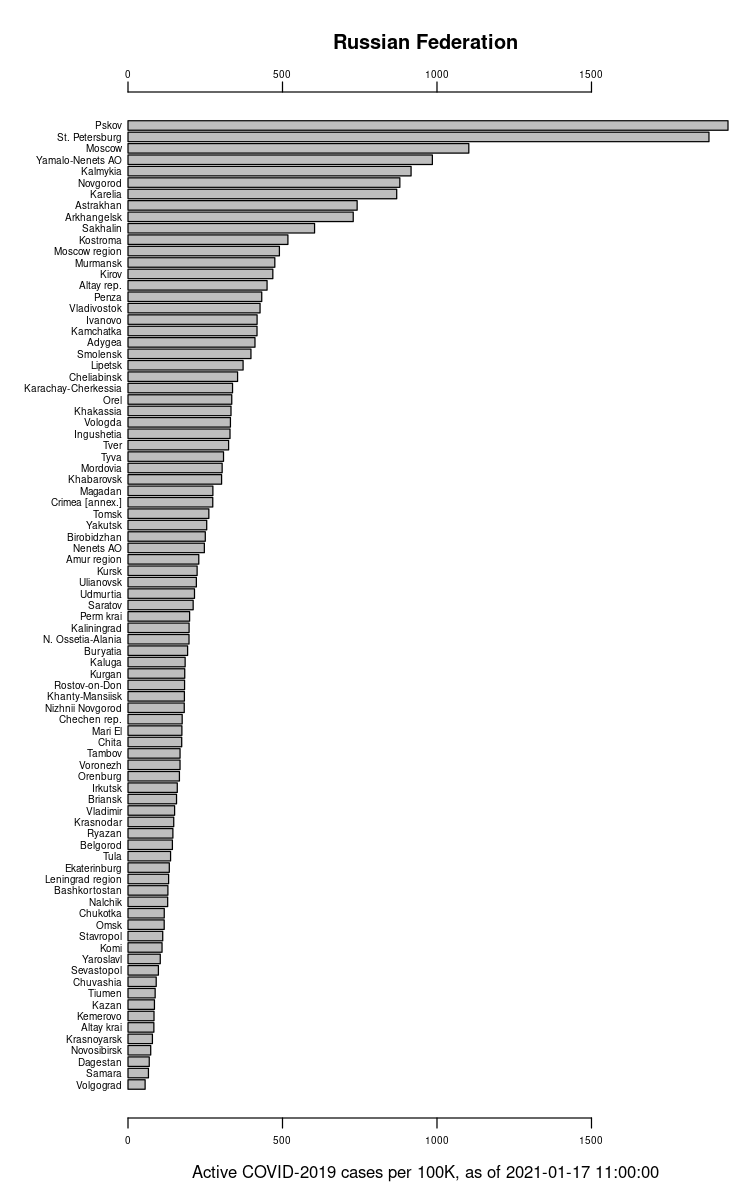 Russian Federation
0 500 1000 1500
Pskov
St. Petersburg
Moscow
Yamalo-Nenets AO
Kalmykia
Novgorod
Karelia
Astrakhan
Arkhangelsk
Sakhalin
Kostroma
Moscow region
Murmansk
Kirov
Altay rep.
Penza
Vladivostok
Ivanovo
Kamchatka
Adygea
Smolensk
Lipetsk
Cheliabinsk
Karachay-Cherkessia
Orel
Khakassia
Vologda
Ingushetia
Tver
Tyva
Mordovia
Khabarovsk
Magadan
Crimea [annex.]
Tomsk
Yakutsk
Birobidzhan
Nenets AO
Amur region
Kursk
Ulianovsk
Udmurtia
Saratov
Perm krai
Kaliningrad
N. Ossetia-Alania
Buryatia
Kaluga
Kurgan
Rostov-on-Don
Khanty-Mansiisk
Nizhnii Novgorod
Chechen rep.
Mari El
Chita
Tambov
Voronezh
Orenburg
Irkutsk
Briansk
Vladimir
Krasnodar
Ryazan
Belgorod
Tula
Ekaterinburg
Leningrad region
Bashkortostan
Nalchik
Chukotka
Omsk
Stavropol
Komi
Yaroslavl
Sevastopol
Chuvashia
Tiumen
Kazan
Kemerovo
Altay krai
Krasnoyarsk
Novosibirsk
Dagestan
Samara
Volgograd
0 500 1000 1500
Active COVID-2019 cases per 100K, as of 2021-01-17 11:00:00